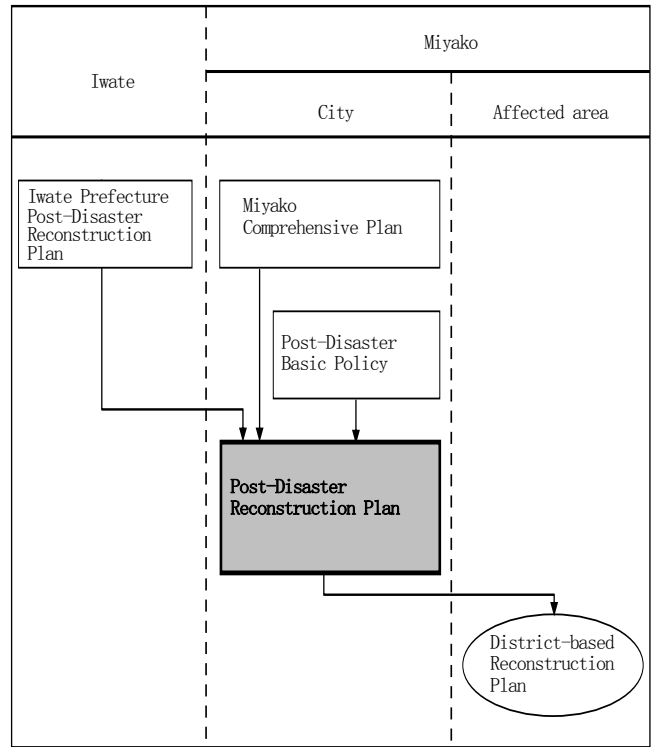 Miyako
Iwate
City
Affected area
Iwate Prefecture
Post-Disaster
Reconstruction
Plan
Miyako
Comprehensive Plan
Post-Disaster
Basic Policy
Post-Disaster
Reconstruction Plan
District-based
Reconstruction
Plan